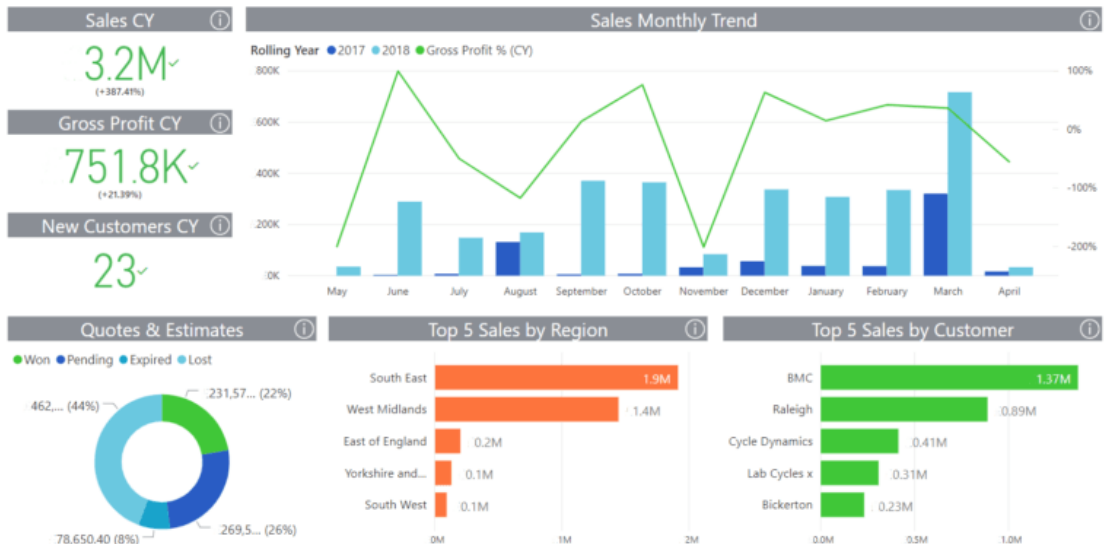 Sales CY
3.2M
(+387.41%)
Gross Profit CY
751.8K
(+21.39%)
New Customers CY
23
Sales Monthly Trend
Rolling Year 2017 2018 Gross Profit % (CY)
800K
600K
400K
200K
0K
100%
0%
-100%
-200%
May June July August September October November December January February March April
Quotes & Estimates
Won Pending Expired Lost
231,57... (22%)
462,... (44%)
269,5... (26%)
78,650.40 (8%)
Top 5 Sales by Region
South East 1.9M
West Midlands 1.4M
East of England 0.2M
Yorkshire and... 0.1M
South West 0.1M
0M 1M 2M
Top 5 Sales by Customer
BMC 1.37M
Raleigh 0.89M
Cycle Dynamics 0.41M
Lab Cycles x 0.31M
Bickerton 0.23M
0.0M 0.5M 1.0M